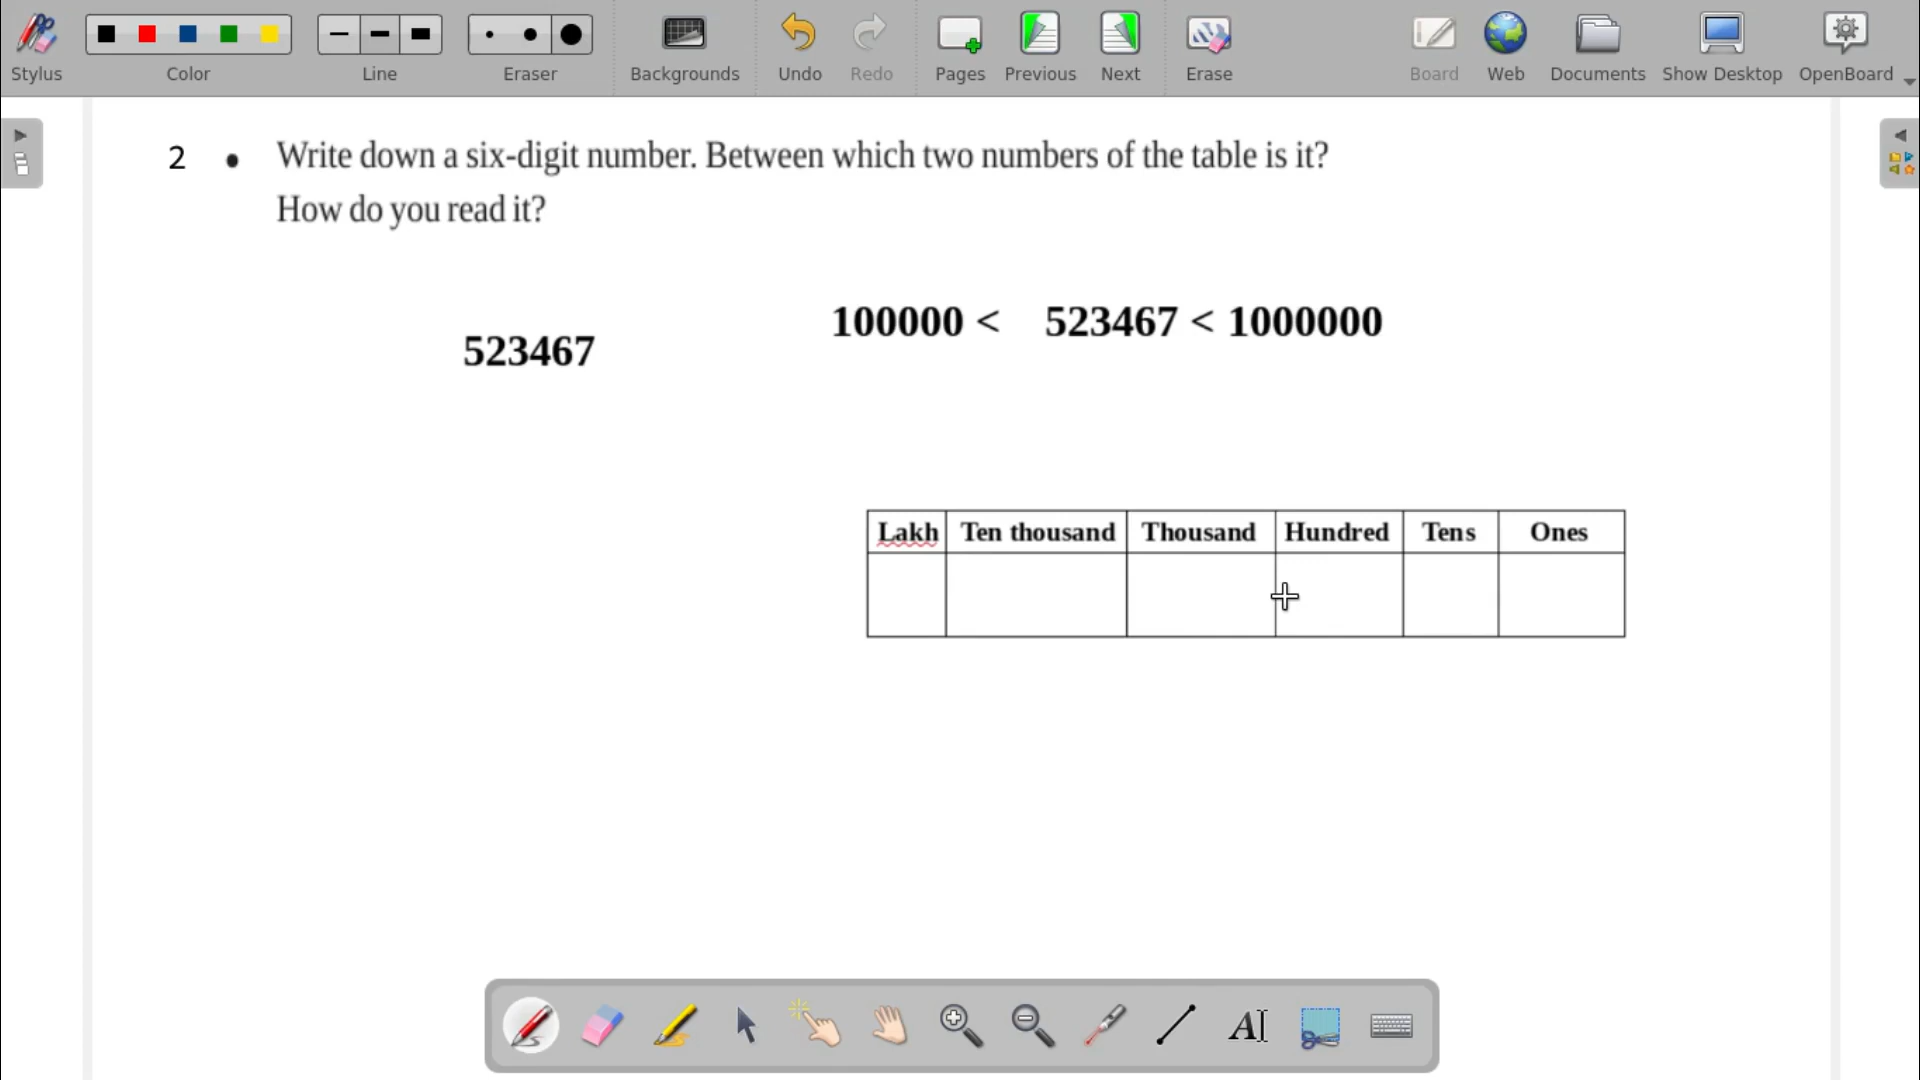 Stylus Color Line Eraser Backgrounds Undo Redo Pages Previous Next Erase Board Web Documents Show Desktop OpenBoard
2 • Write down a six-digit number. Between which two numbers of the table is it?
How do you read it?
100000 < 523467 < 1000000
523467
Lakh Ten thousand Thousand Hundred Tens Ones